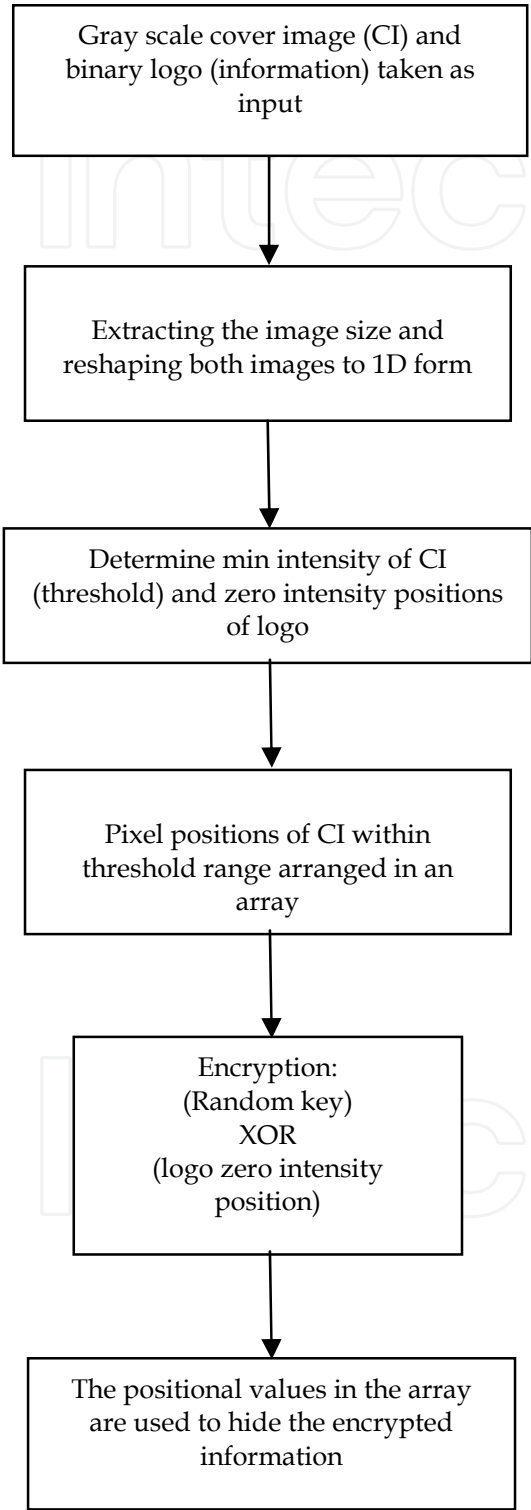 Gray scale cover image (CI) and
binary logo (information) taken as
input
Extracting the image size and
reshaping both images to 1D form
Determine min intensity of CI
(threshold) and zero intensity positions
of logo
Pixel positions of CI within
threshold range arranged in an
array
Encryption:
(Random key)
XOR
(logo zero intensity
position)
The positional values in the array
are used to hide the encrypted
information